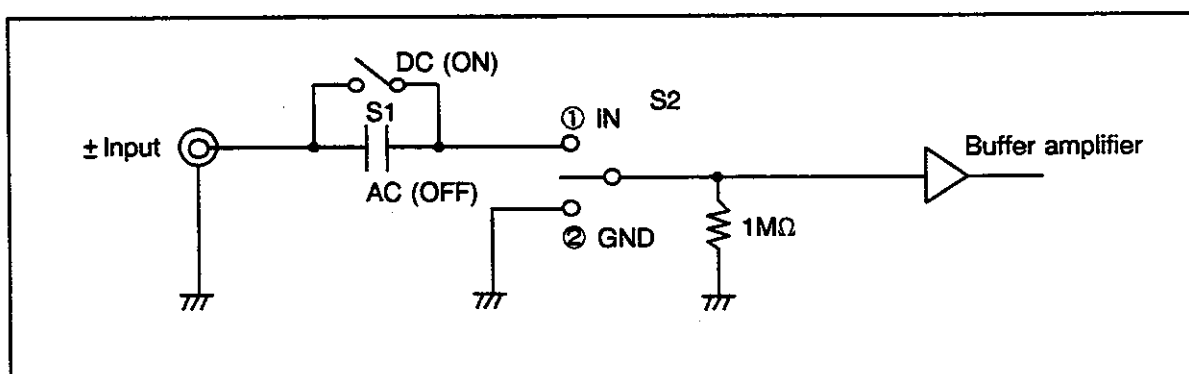 DC (ON)
S1
S2
① IN
± Input
Buffer amplifier
AC (OFF)
② GND
1MΩ